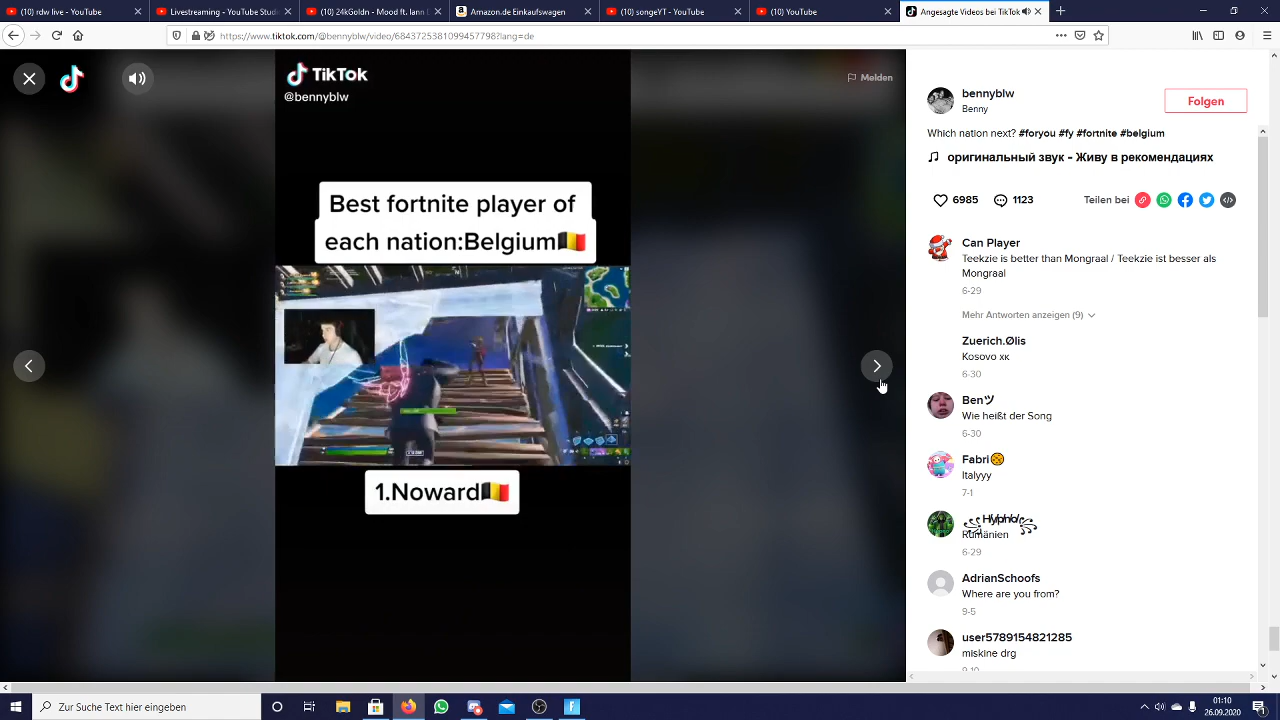 (10) rdw live - YouTube
Livestreaming - YouTube Stud
(10) 24kGoldn - Mood ft. Iann D
Amazon.de Einkaufswagen
(10) songeYT - YouTube
(10) YouTube
Angesagte Videos bei TikTok
https://www.tiktok.com/@bennyblw/video/6843725381099457798?lang=de
TikTok
@bennyblw
Melden
Best fortnite player of
each nation:Belgium🇧🇪
1.Noward🇧🇪
bennyblw
Benny
Folgen
Which nation next? #foryou #fy #fortnite #belgium
оригинальный звук - Живу в рекомендациях
6985
1123
Teilen bei
Can Player
Teekzie is better than Mongraal / Teekzie ist besser als
Mongraal
6-29
Mehr Antworten anzeigen (9)
Zuerich.Ølis
Kosovo xк
6-30
Benツ
Wie heißt der Song
6-30
Fabri
Italyyy
7-1
Hypno
Rumänien
6-29
AdrianSchoofs
Where are you from?
9-5
user5789154821285
miskine drg
9-10
Zur Suche Text hier eingeben
01:10
26.09.2020